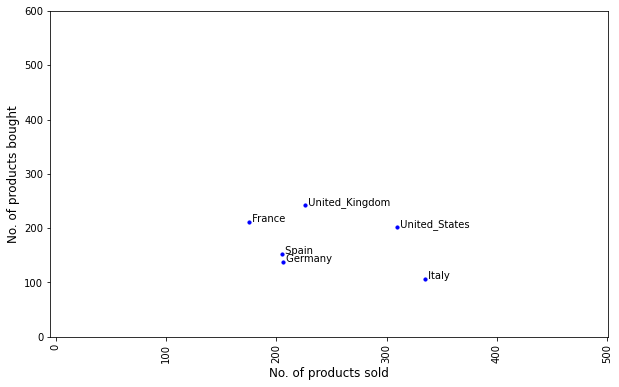 600
500
400
300
200
100
0
No. of products bought
United_Kingdom
France
United_States
Spain
Germany
Italy
0
100
200
300
400
500
No. of products sold